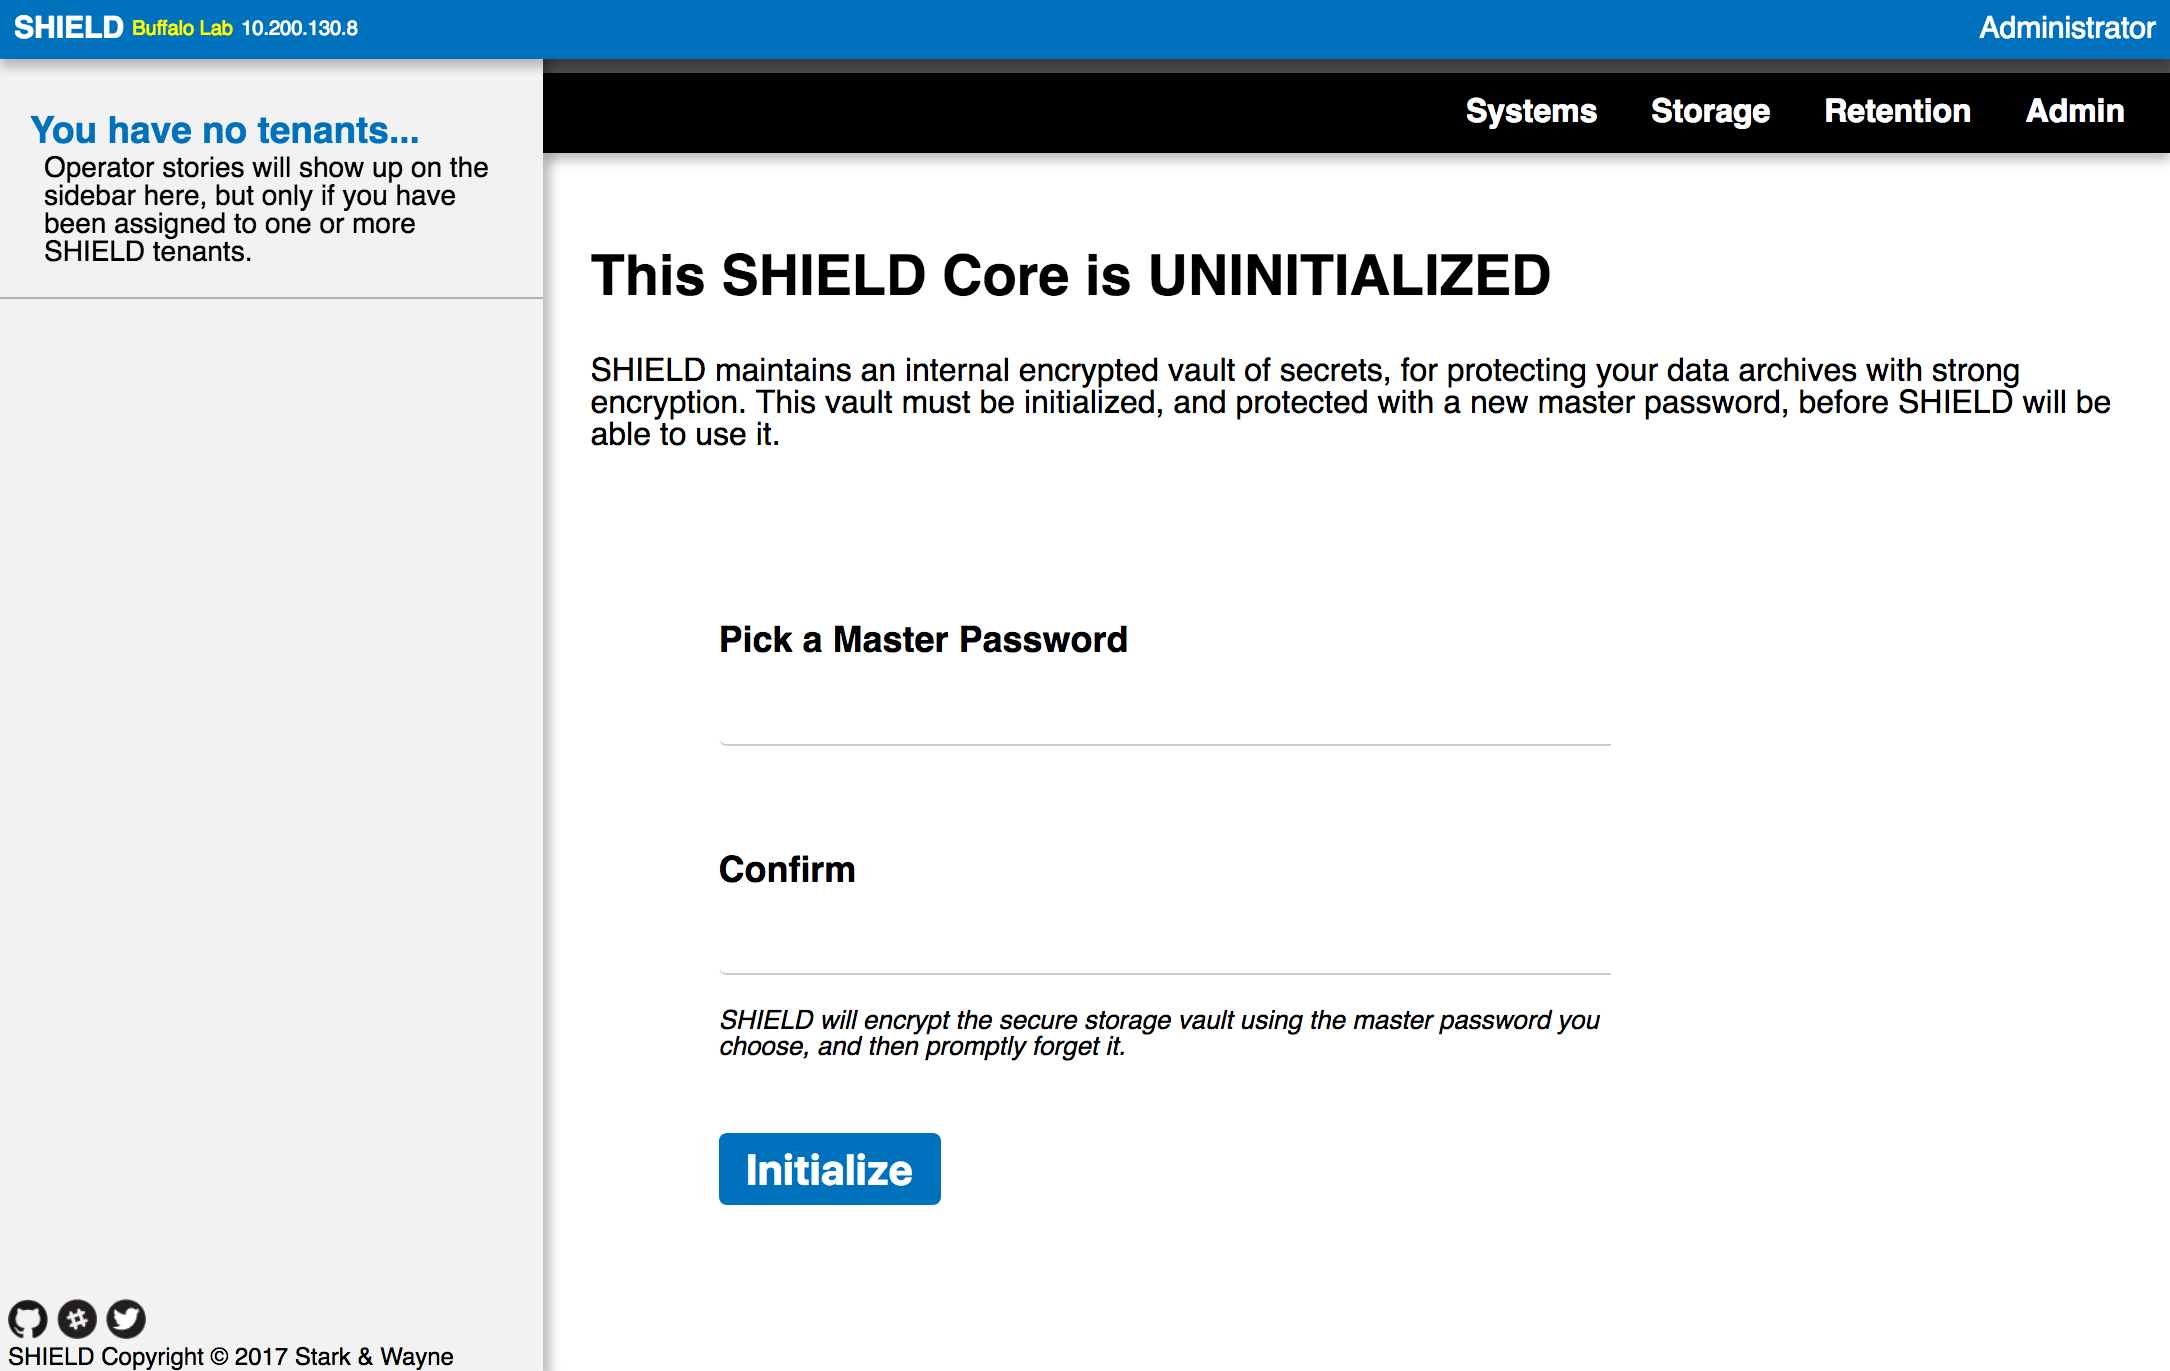 SHIELD Buffalo Lab 10.200.130.8
Administrator
Systems Storage Retention Admin
You have no tenants...
Operator stories will show up on the
sidebar here, but only if you have
been assigned to one or more
SHIELD tenants.
This SHIELD Core is UNINITIALIZED
SHIELD maintains an internal encrypted vault of secrets, for protecting your data archives with strong
encryption. This vault must be initialized, and protected with a new master password, before SHIELD will be
able to use it.
Pick a Master Password
Confirm
SHIELD will encrypt the secure storage vault using the master password you
choose, and then promptly forget it.
Initialize
SHIELD Copyright © 2017 Stark & Wayne